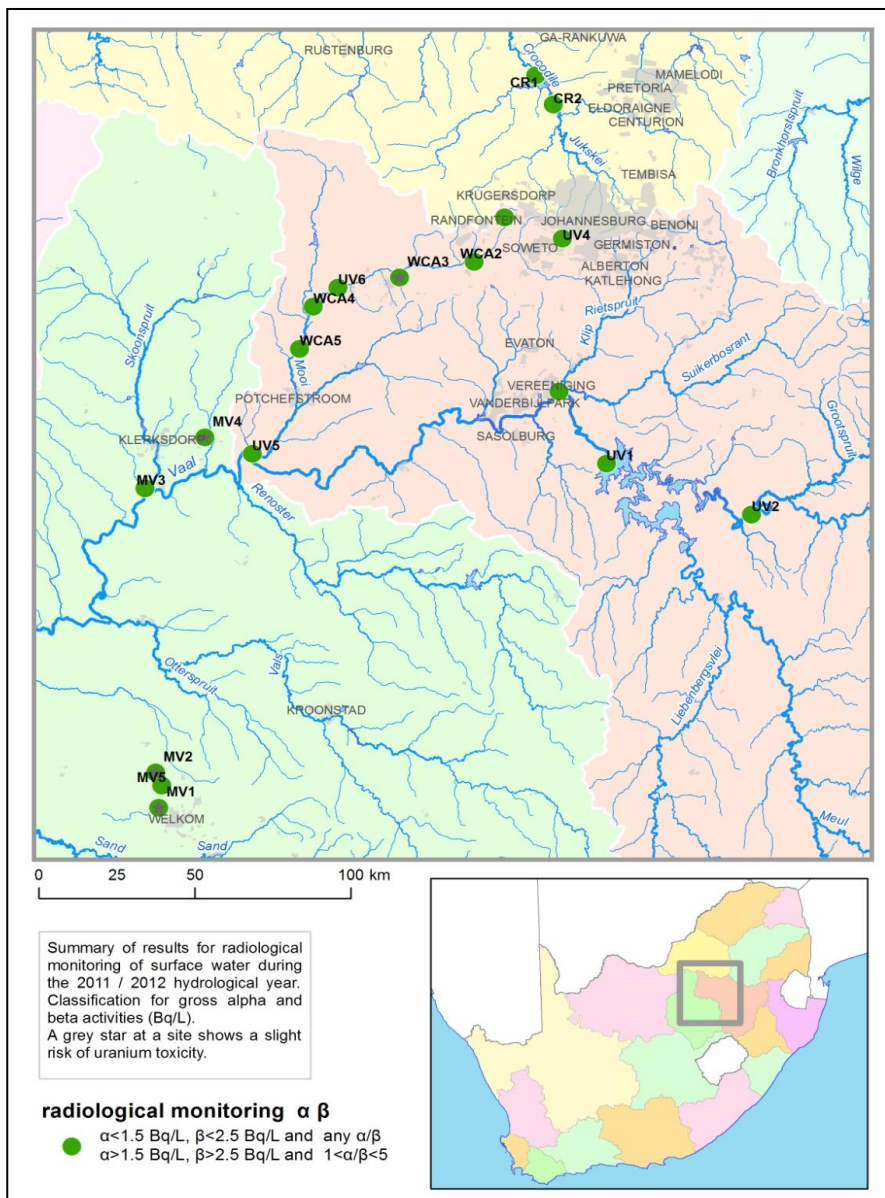 GA-RANKUWA
RUSTENBURG
Crocodile
MAMELODI
CR1
PRETORIA
CR2
ELDORAIGNE
CENTURION
Bronkhorstspruit
Wilge
Jukskei
TEMBISA
KRUGERSDORP
RANDFONTEIN
JOHANNESBURG
BENONI
UV4
SOWETO
GERMISTON
WCA2
WCA3
ALBERTON
KATLEHONG
UV6
WCA4
Rietspruit
Skoonspruit
Klip
WCA5
EVATON
Mooi
Suikerbosrant
VEREENIGING
POTCHEFSTROOM
VANDERBIJLPARK
Grootspruit
MV4
KLERKSDORP
SASOLBURG
UV5
Vaal
UV1
MV3
Renoster
UV2
Otterspruit
Vals
Liebenbergsvlei
KROONSTAD
MV2
MV5
MV1
WELKOM
Meul
Sand
Sand
0 25 50 100 km
Summary of results for radiological
monitoring of surface water during
the 2011 / 2012 hydrological year.
Classification for gross alpha and
beta activities (Bq/L).
A grey star at a site shows a slight
risk of uranium toxicity.
radiological monitoring α β
α<1.5 Bq/L, β<2.5 Bq/L and any α/β
α>1.5 Bq/L, β>2.5 Bq/L and 1<α/β<5